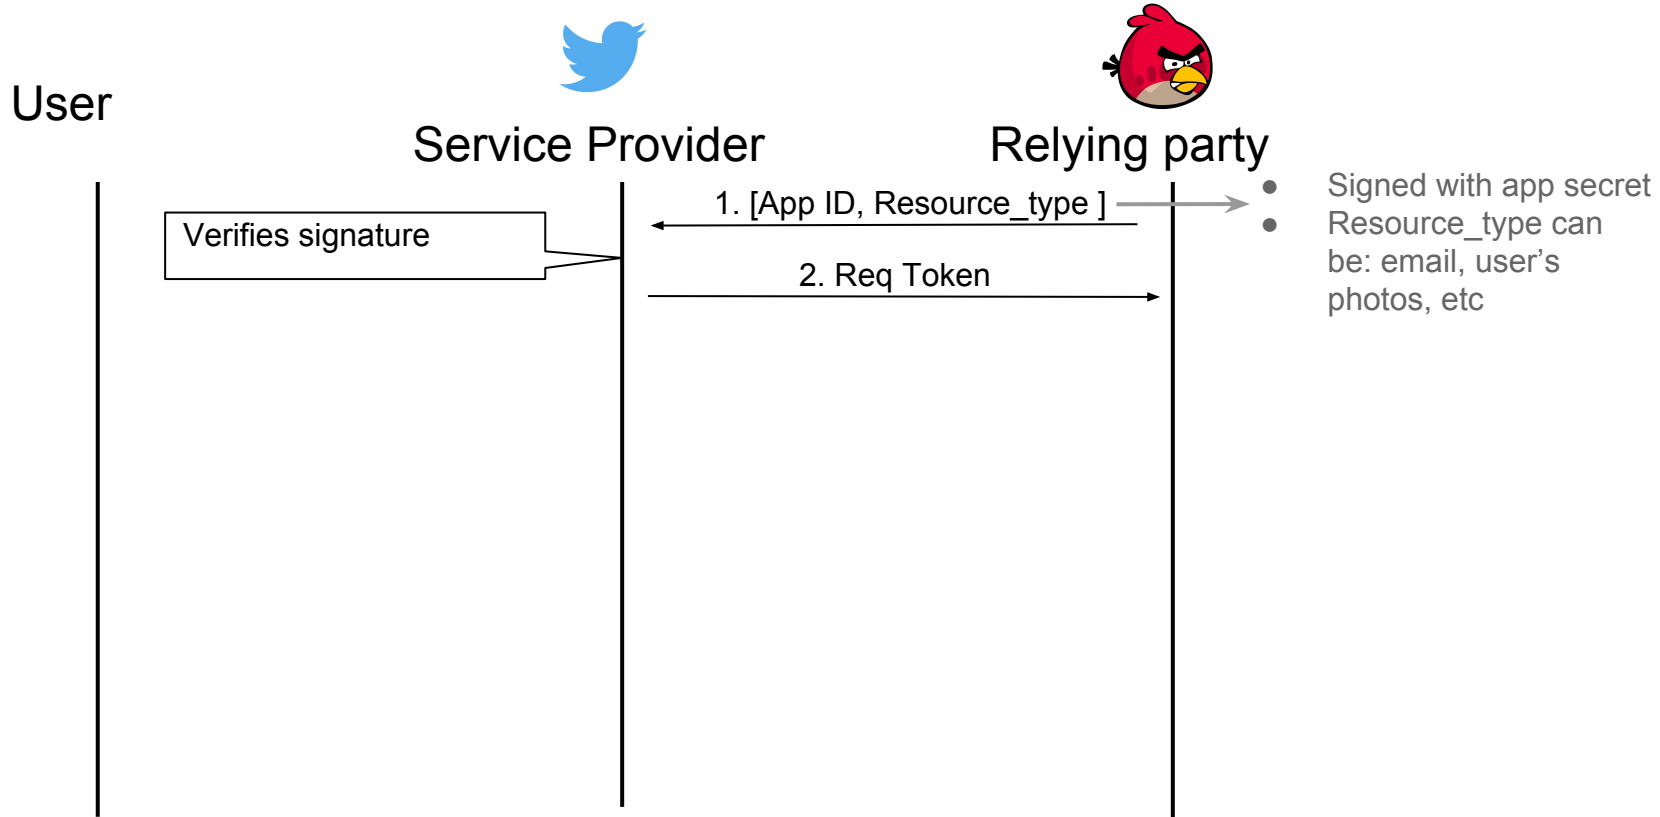 User
Service Provider
Relying party
1. [App ID, Resource_type ]
● Signed with app secret
● Resource_type can
be: email, user’s
photos, etc
Verifies signature
2. Req Token